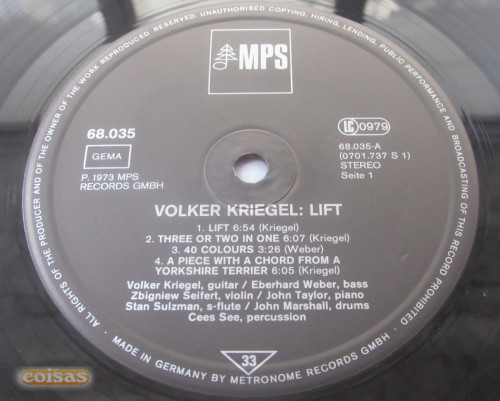 ALL RIGHTS OF THE PRODUCER AND OF THE OWNER OF THE WORK REPRODUCED RESERVED. UNAUTHORISED COPYING, HIRING, LENDING, PUBLIC PERFORMANCE AND BROADCASTING OF THIS RECORD PROHIBITED
MPS
68.035
GEMA
P. 1973 MPS
RECORDS GMBH
LC 0979
68.035-A
(0701.737 S 1)
STEREO
Seite 1
VOLKER KRIEGEL: LIFT
1. LIFT 6:54 (Kriegel)
2. THREE OR TWO IN ONE 6:07 (Kriegel)
3. 40 COLOURS 3:26 (Weber)
4. A PIECE WITH A CHORD FROM A
YORKSHIRE TERRIER 6:05 (Kriegel)
Volker Kriegel, guitar / Eberhard Weber, bass
Zbigniew Seifert, violin / John Taylor, piano
Stan Sulzman, s-flute / John Marshall, drums
Cees See, percussion
33
MADE IN GERMANY BY METRONOME RECORDS GMBH
coisas